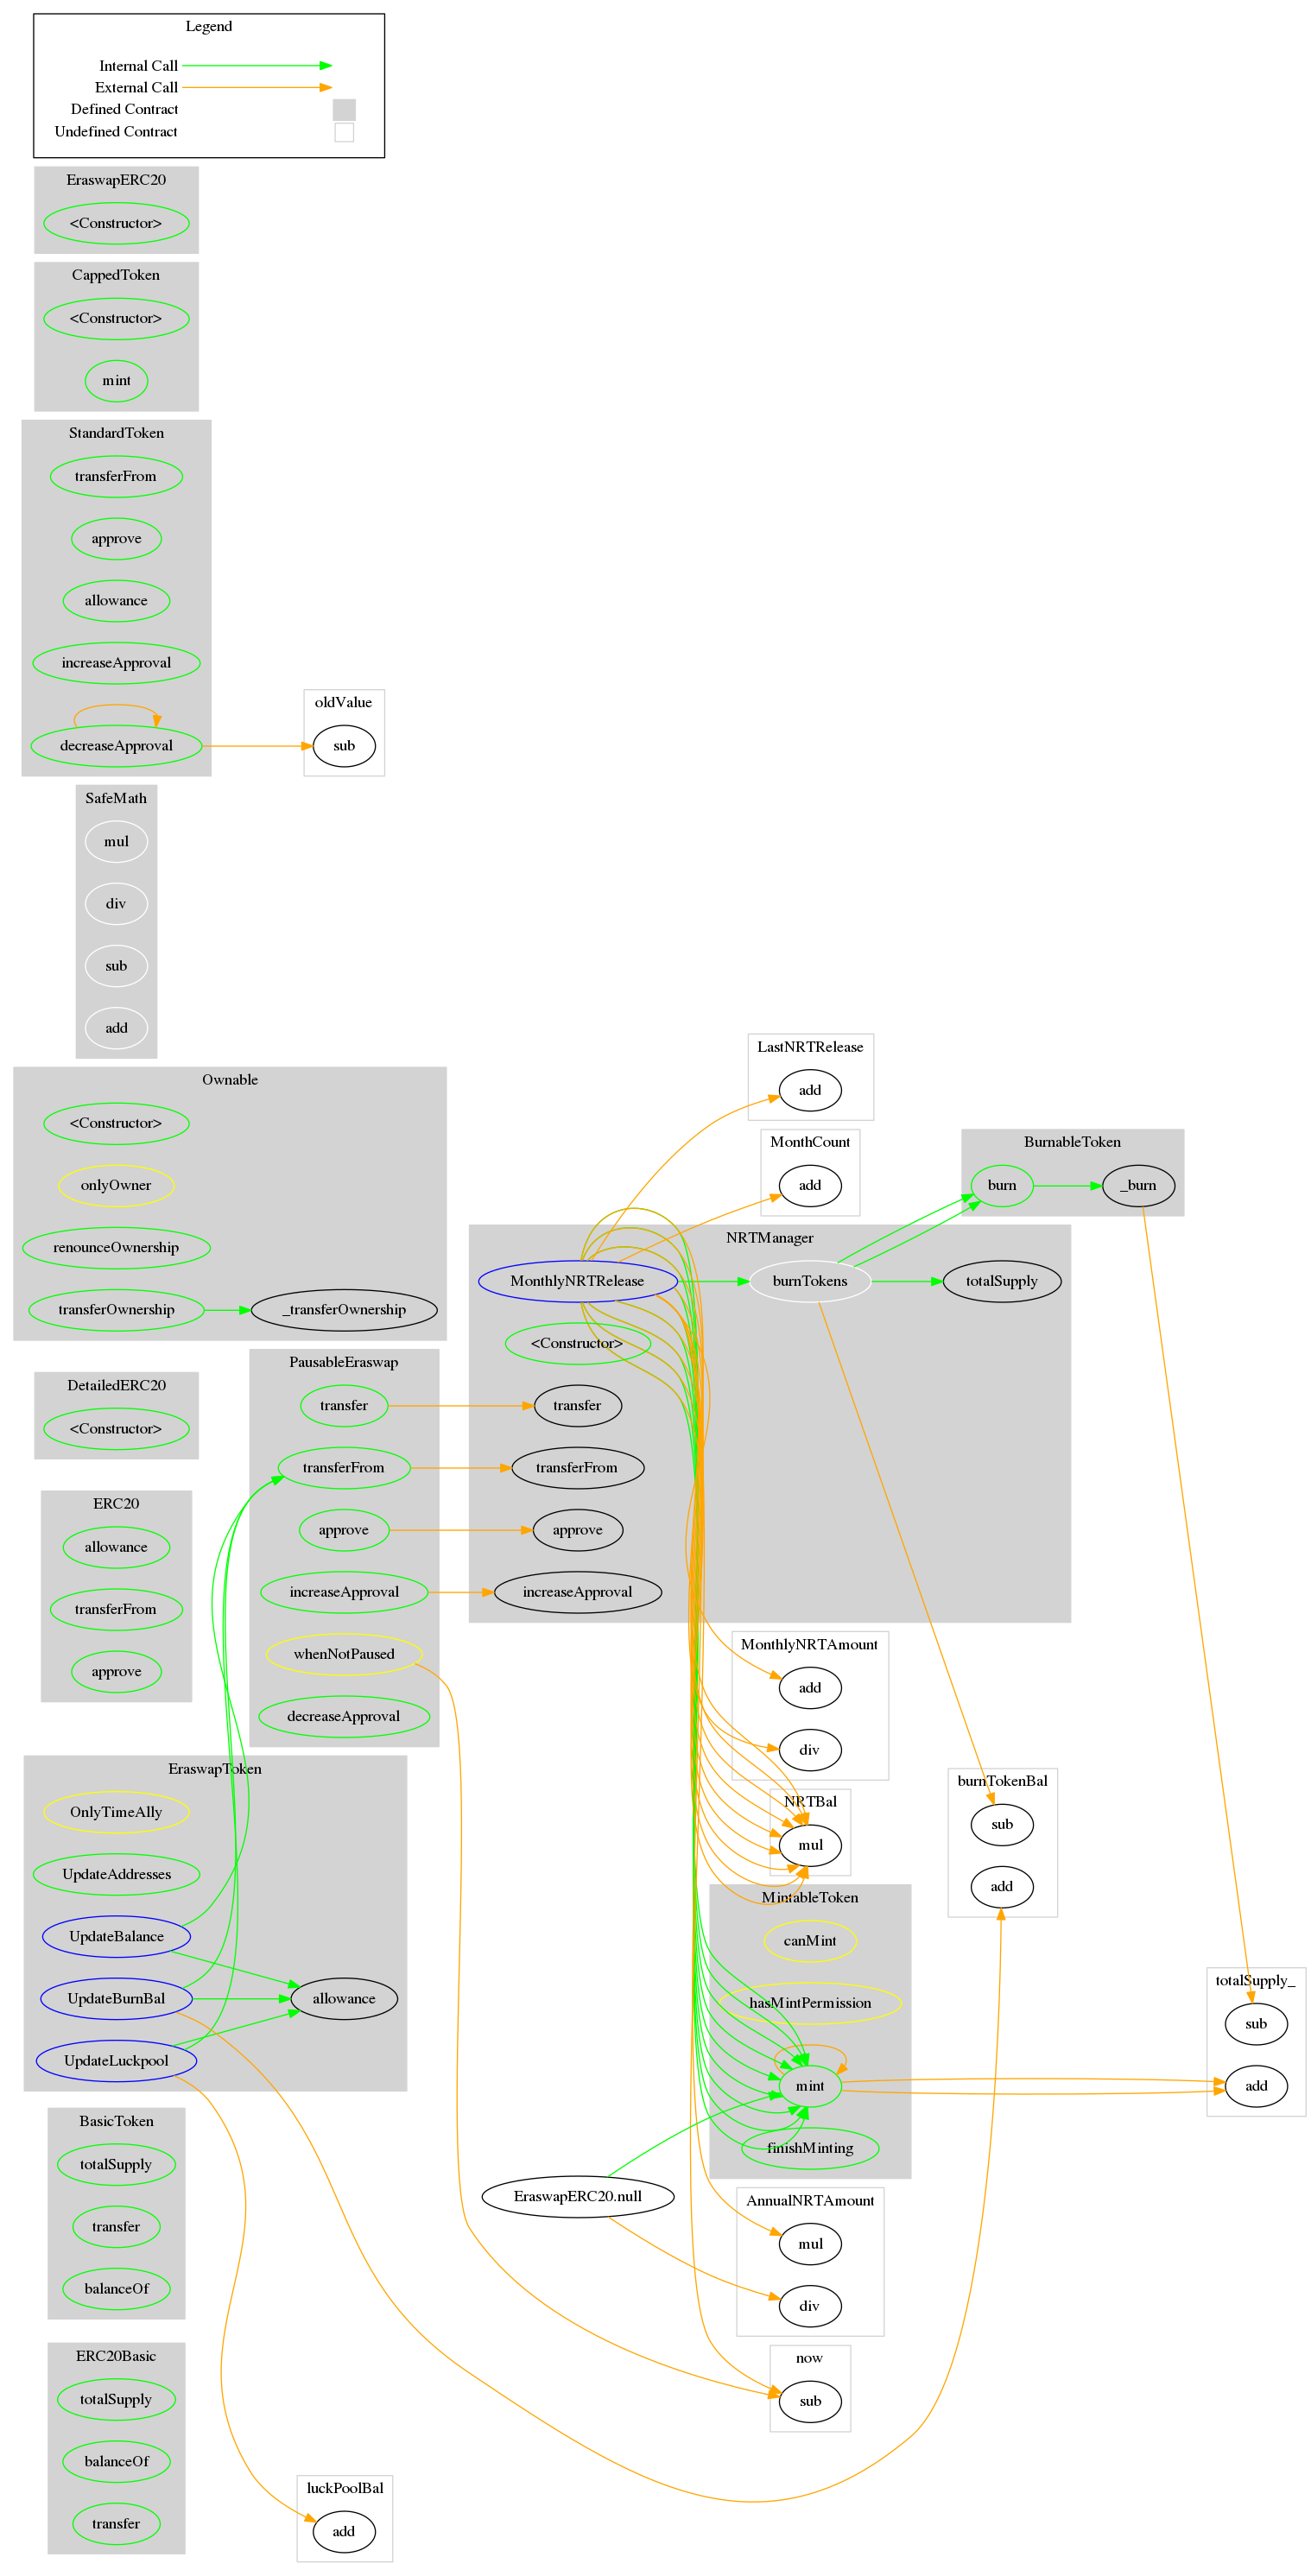 Legend
Internal Call
External Call
Defined Contract
Undefined Contract
EraswapERC20
<Constructor>
CappedToken
<Constructor>
mint
StandardToken
transferFrom
approve
allowance
increaseApproval
decreaseApproval
oldValue
sub
SafeMath
mul
div
sub
add
Ownable
<Constructor>
onlyOwner
renounceOwnership
transferOwnership
_transferOwnership
LastNRTRelease
add
MonthCount
add
BurnableToken
burn
_burn
NRTManager
MonthlyNRTRelease
burnTokens
totalSupply
<Constructor>
transfer
transferFrom
approve
increaseApproval
DetailedERC20
<Constructor>
PausableEraswap
transfer
transferFrom
approve
increaseApproval
whenNotPaused
decreaseApproval
ERC20
allowance
transferFrom
approve
MonthlyNRTAmount
add
div
NRTBal
mul
burnTokenBal
sub
add
EraswapToken
OnlyTimeAlly
UpdateAddresses
UpdateBalance
UpdateBurnBal
allowance
UpdateLuckpool
MintableToken
canMint
hasMintPermission
mint
finishMinting
totalSupply_
sub
add
BasicToken
totalSupply
transfer
balanceOf
EraswapERC20.null
AnnualNRTAmount
mul
div
now
sub
ERC20Basic
totalSupply
balanceOf
transfer
luckPoolBal
add